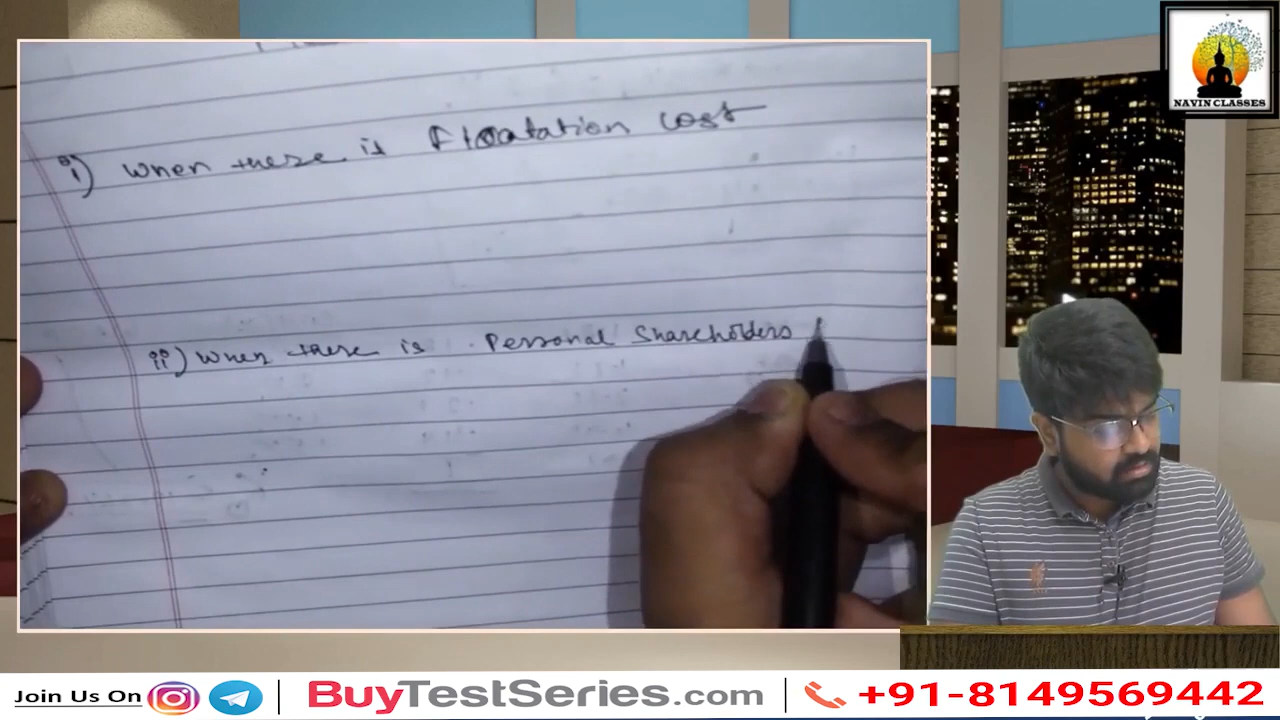 NAVIN CLASSES
i) When there is Floatation cost
ii) When there is Personal Shareholders
Join Us On
BuyTestSeries.com
+91-8149569442